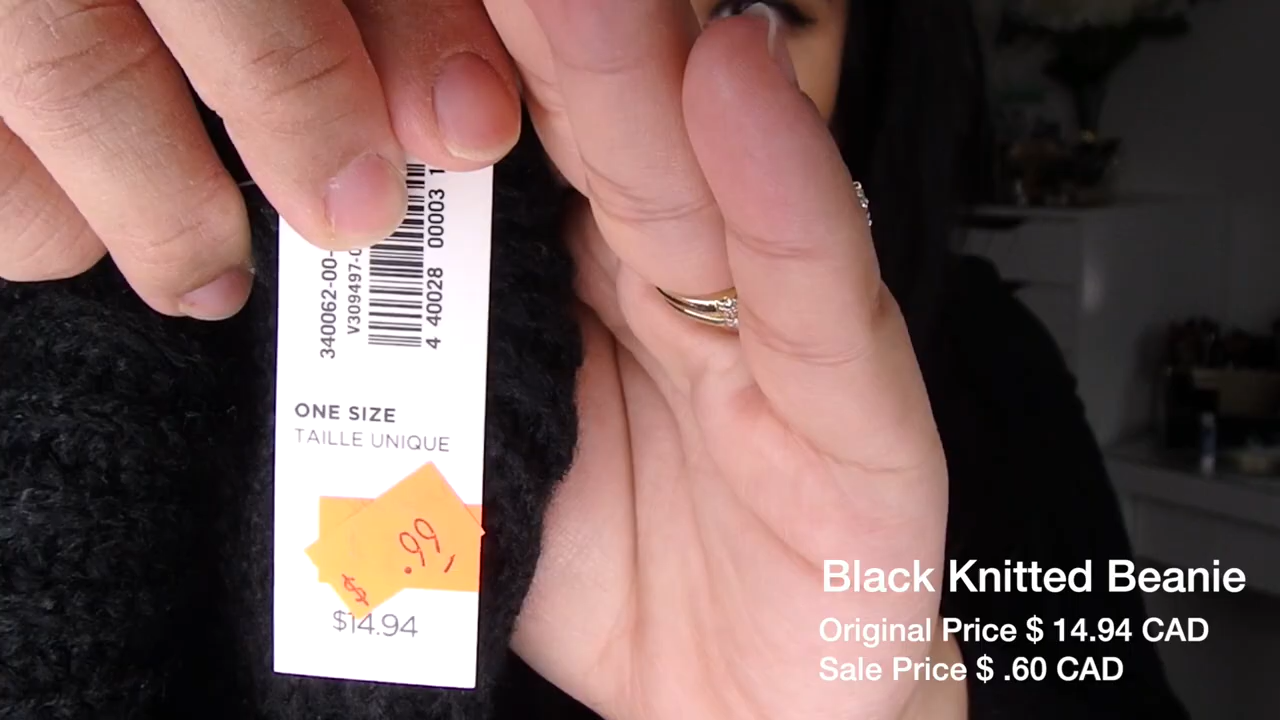 340062-00-
V309497-0
4 40028 00003 1
ONE SIZE
TAILLE UNIQUE
$14.94
Black Knitted Beanie
Original Price $ 14.94 CAD
Sale Price $ .60 CAD